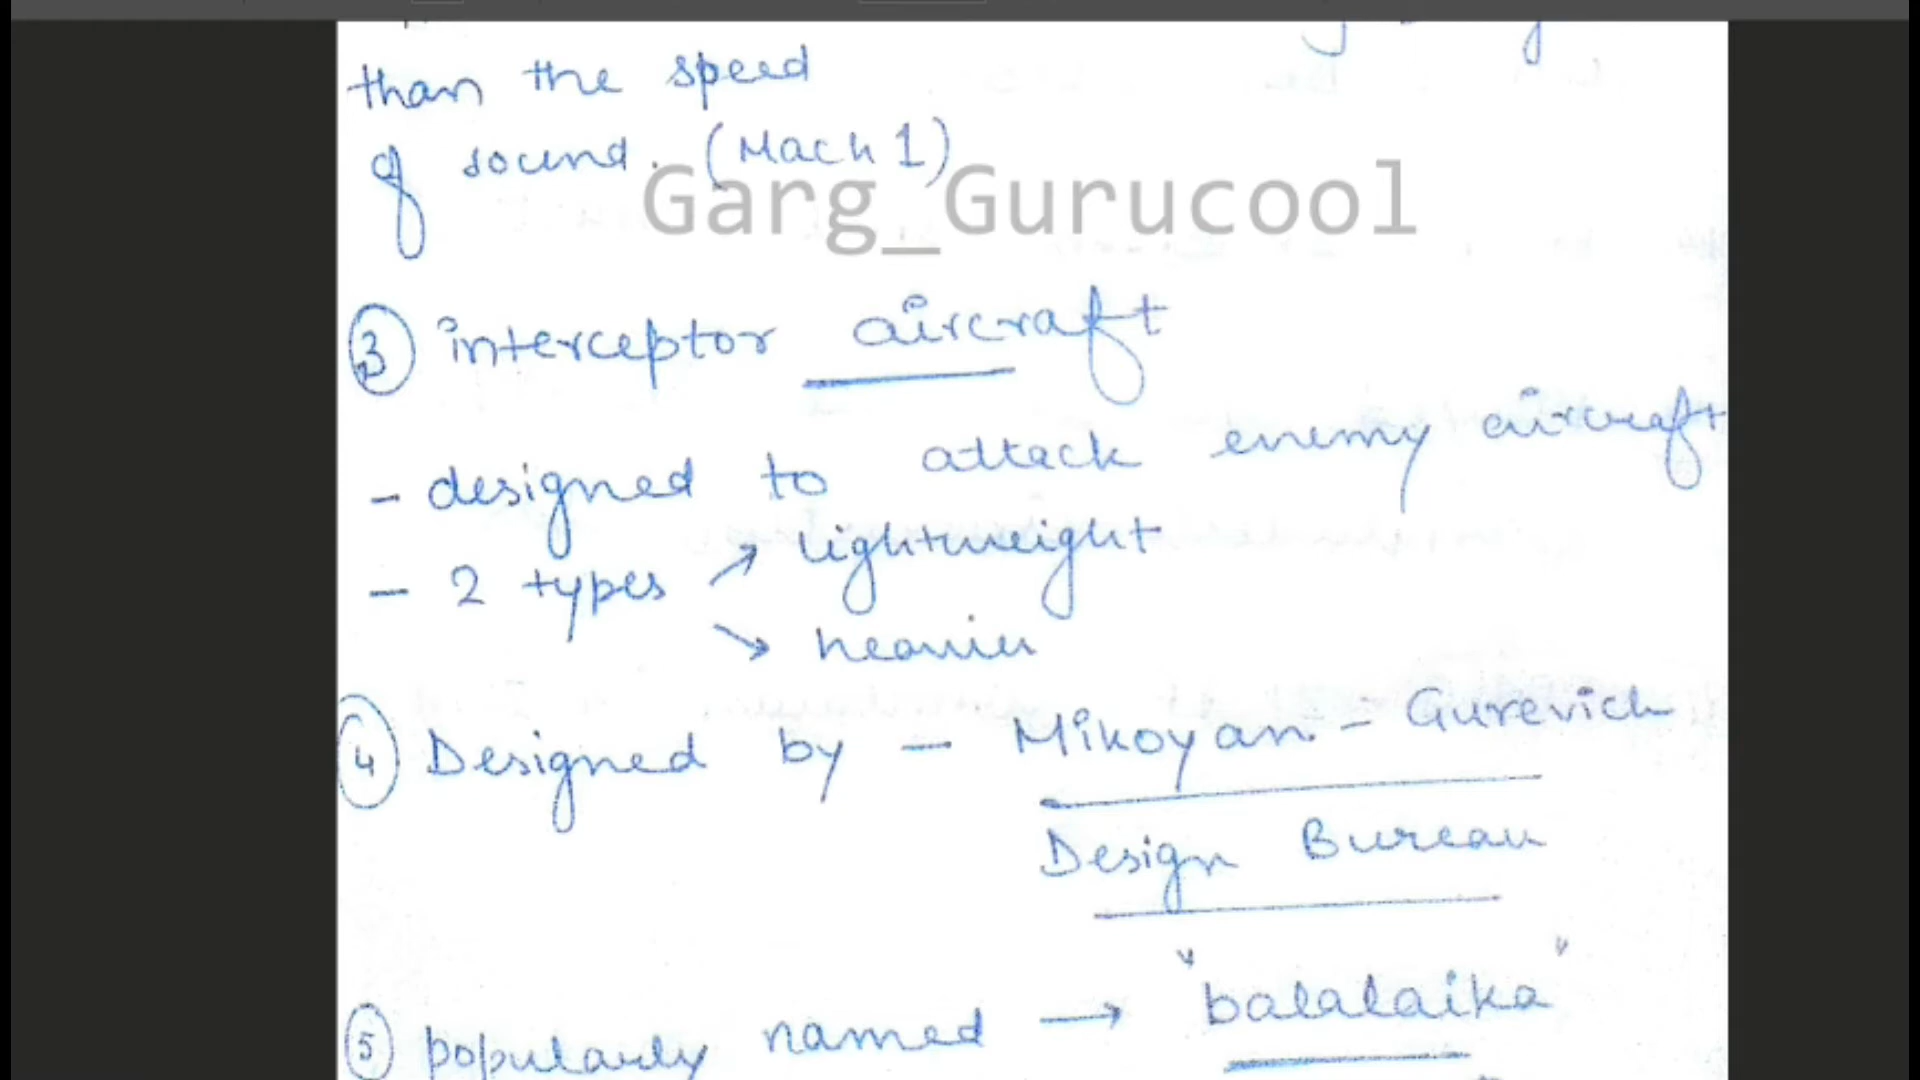 than the speed
of sound. (Mach 1)
Garg_Gurucool
③ interceptor aircraft
- designed to attack enemy aircraft
- 2 types ↗ lightweight
↘ heavier
④ Designed by - Mikoyan - Gurevich
Design Bureau
⑤ popularly named → "balalaika"